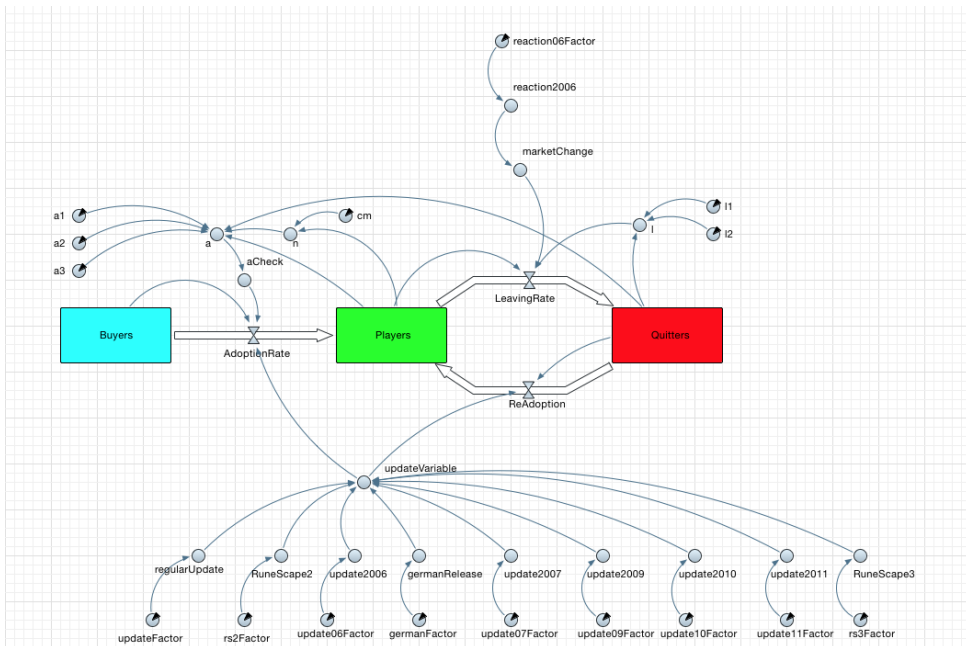 reaction06Factor
reaction2006
marketChange
a1
cm
l1
a2
a
n
l
l2
a3
aCheck
LeavingRate
Buyers
Players
Quitters
AdoptionRate
ReAdoption
updateVariable
regularUpdate
RuneScape2
update2006
germanRelease
update2007
update2009
update2010
update2011
RuneScape3
updateFactor
rs2Factor
update06Factor
germanFactor
update07Factor
update09Factor
update10Factor
update11Factor
rs3Factor